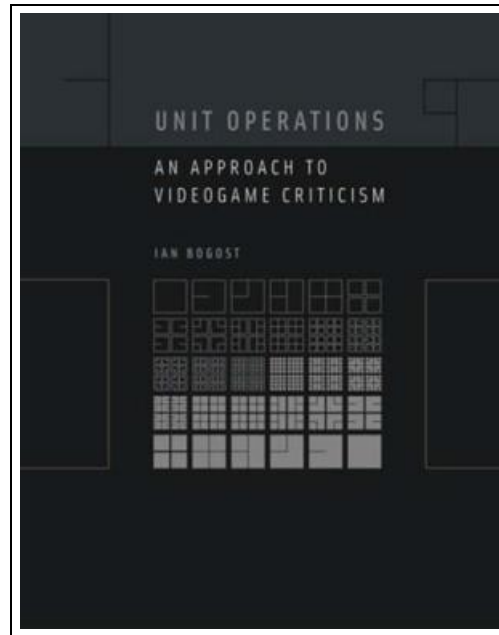 UNIT OPERATIONS
AN APPROACH TO
VIDEOGAME CRITICISM
IAN BOGOST